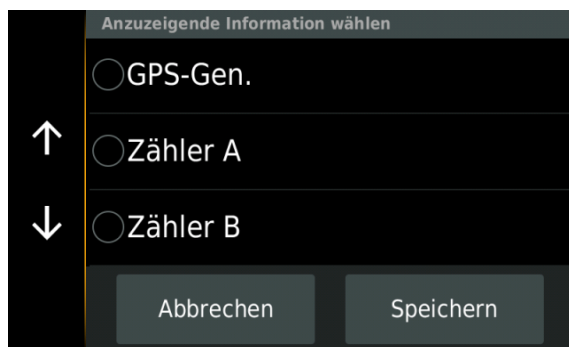 Anzuzeigende Information wählen
GPS-Gen.
Zähler A
Zähler B
Abbrechen
Speichern